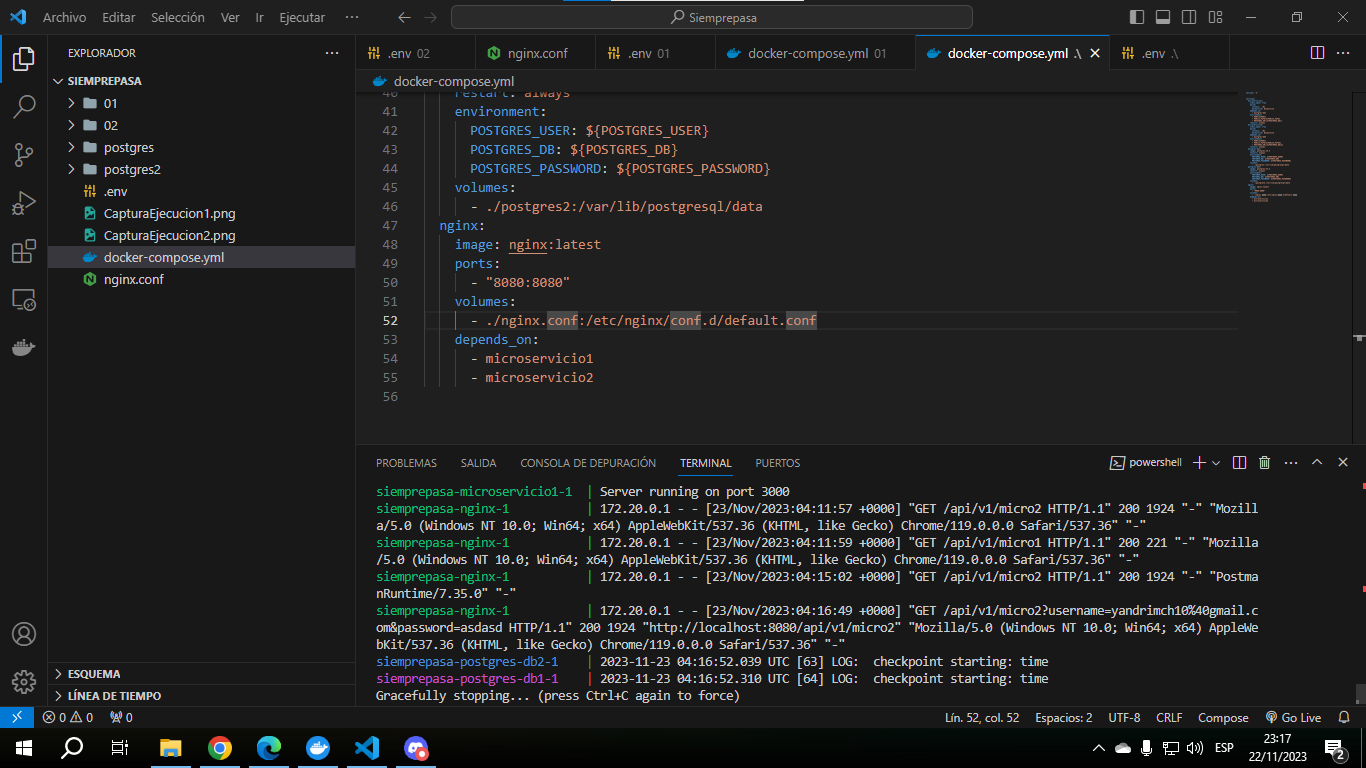 Archivo Editar Selección Ver Ir Ejecutar ···
Siemprepasa
EXPLORADOR
SIEMPREPASA
01
02
postgres
postgres2
.env
CapturaEjecucion1.png
CapturaEjecucion2.png
docker-compose.yml
nginx.conf
ESQUEMA
LÍNEA DE TIEMPO
.env 02
nginx.conf
.env 01
docker-compose.yml 01
docker-compose.yml .\
.env .\
docker-compose.yml
40 restart: always
41 environment:
42 POSTGRES_USER: ${POSTGRES_USER}
43 POSTGRES_DB: ${POSTGRES_DB}
44 POSTGRES_PASSWORD: ${POSTGRES_PASSWORD}
45 volumes:
46 - ./postgres2:/var/lib/postgresql/data
47 nginx:
48 image: nginx:latest
49 ports:
50 - "8080:8080"
51 volumes:
52 - ./nginx.conf:/etc/nginx/conf.d/default.conf
53 depends_on:
54 - microservicio1
55 - microservicio2
56
PROBLEMAS SALIDA CONSOLA DE DEPURACIÓN TERMINAL PUERTOS
powershell
siemprepasa-microservicio1-1 | Server running on port 3000
siemprepasa-nginx-1 | 172.20.0.1 - - [23/Nov/2023:04:11:57 +0000] "GET /api/v1/micro2 HTTP/1.1" 200 1924 "-" "Mozill
a/5.0 (Windows NT 10.0; Win64; x64) AppleWebKit/537.36 (KHTML, like Gecko) Chrome/119.0.0.0 Safari/537.36" "-"
siemprepasa-nginx-1 | 172.20.0.1 - - [23/Nov/2023:04:11:59 +0000] "GET /api/v1/micro1 HTTP/1.1" 200 221 "-" "Mozilla
/5.0 (Windows NT 10.0; Win64; x64) AppleWebKit/537.36 (KHTML, like Gecko) Chrome/119.0.0.0 Safari/537.36" "-"
siemprepasa-nginx-1 | 172.20.0.1 - - [23/Nov/2023:04:15:02 +0000] "GET /api/v1/micro2 HTTP/1.1" 200 1924 "-" "Postma
nRuntime/7.35.0" "-"
siemprepasa-nginx-1 | 172.20.0.1 - - [23/Nov/2023:04:16:49 +0000] "GET /api/v1/micro2?username=yandrimch10%40gmail.c
om&password=asdasd HTTP/1.1" 200 1924 "http://localhost:8080/api/v1/micro2" "Mozilla/5.0 (Windows NT 10.0; Win64; x64) AppleWe
bKit/537.36 (KHTML, like Gecko) Chrome/119.0.0.0 Safari/537.36" "-"
siemprepasa-postgres-db2-1 | 2023-11-23 04:16:52.039 UTC [63] LOG: checkpoint starting: time
siemprepasa-postgres-db1-1 | 2023-11-23 04:16:52.310 UTC [64] LOG: checkpoint starting: time
Gracefully stopping... (press Ctrl+C again to force)
0 0 0
Lín. 52, col. 52 Espacios: 2 UTF-8 CRLF Compose Go Live
ESP
23:17
22/11/2023
2